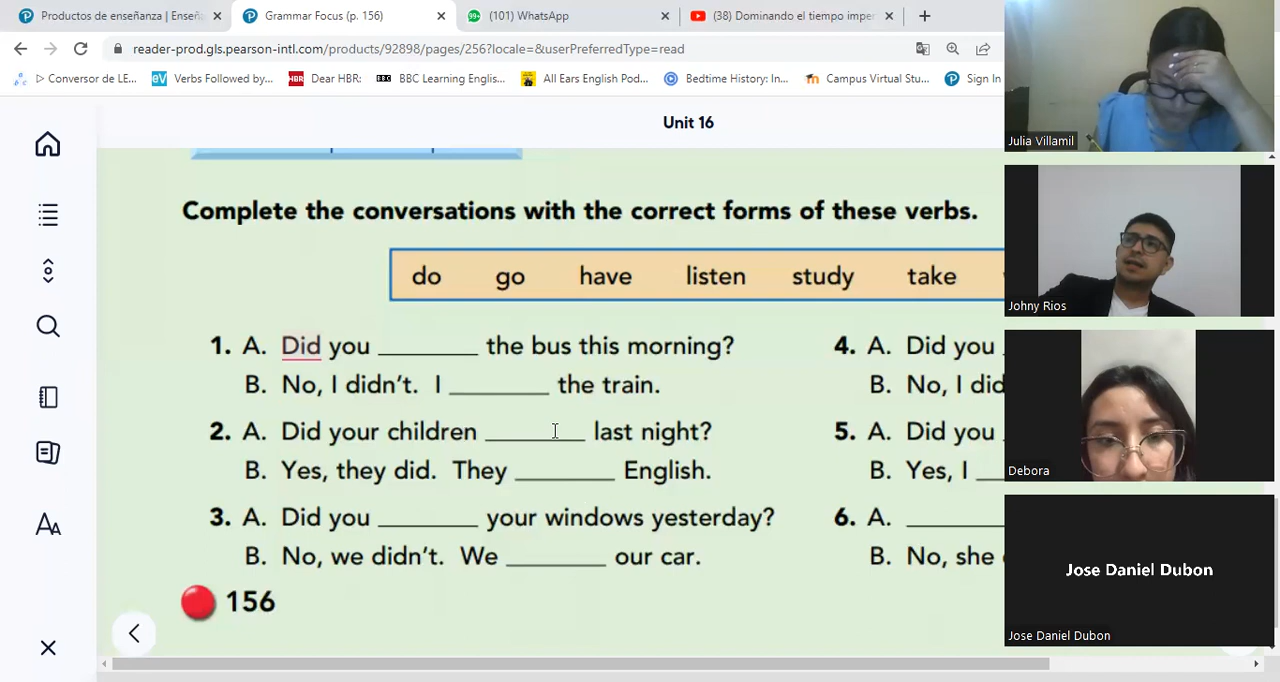 Productos de enseñanza | Enseñ
Grammar Focus (p. 156)
99+ (101) WhatsApp
(38) Dominando el tiempo imper
reader-prod.gls.pearson-intl.com/products/92898/pages/256?locale=&userPreferredType=read
▷ Conversor de LE...
eV Verbs Followed by...
HBR Dear HBR:
BBC BBC Learning Englis...
All Ears English Pod...
Bedtime History: In...
Campus Virtual Stu...
Sign In
Unit 16
Complete the conversations with the correct forms of these verbs.
do go have listen study take
1. A. Did you ________ the bus this morning?
B. No, I didn't. I ________ the train.
2. A. Did your children ________ last night?
B. Yes, they did. They ________ English.
3. A. Did you ________ your windows yesterday?
B. No, we didn't. We ________ our car.
156
4. A. Did you
B. No, I did
5. A. Did you
B. Yes, I
6. A. ________
B. No, she
Julia Villamil
Johny Rios
Debora
Jose Daniel Dubon
Jose Daniel Dubon